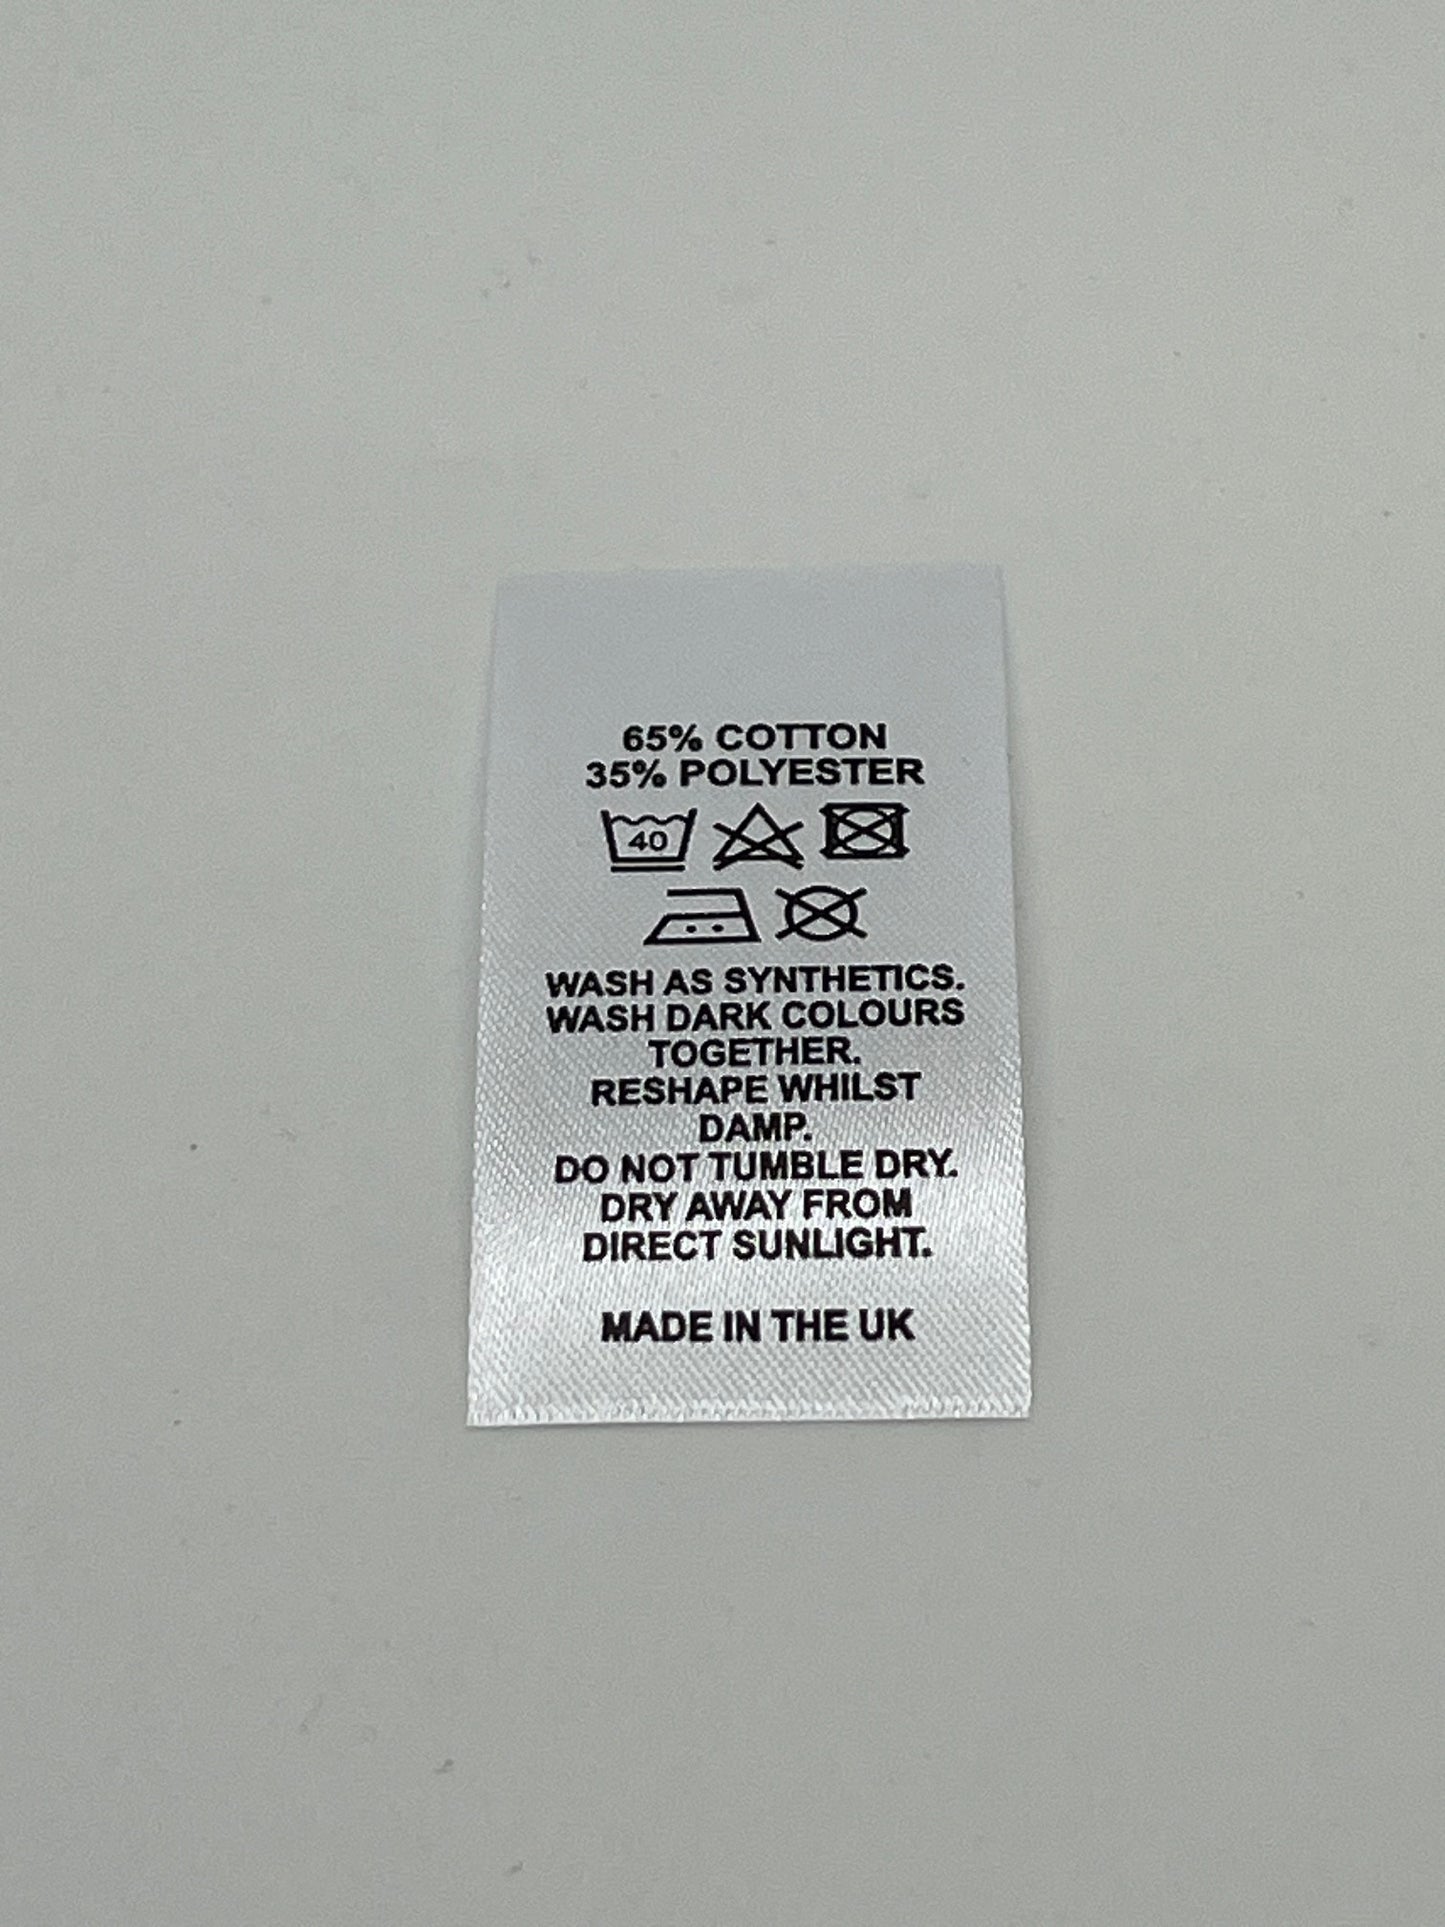 65% COTTON
35% POLYESTER
40
WASH AS SYNTHETICS.
WASH DARK COLOURS
TOGETHER.
RESHAPE WHILST
DAMP.
DO NOT TUMBLE DRY.
DRY AWAY FROM
DIRECT SUNLIGHT.
MADE IN THE UK